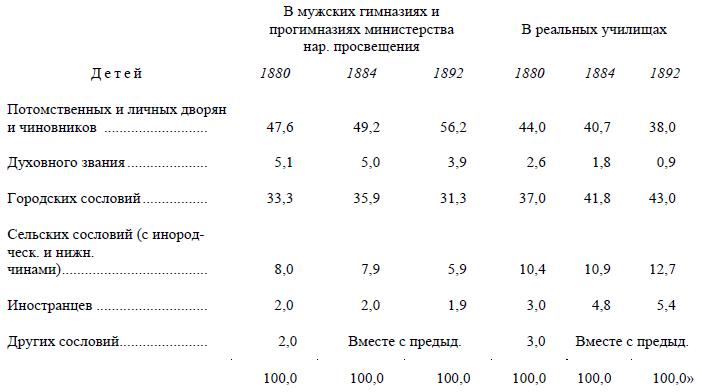 В мужских гимназиях и
прогимназиях министерства
нар. просвещения
В реальных училищах
Детей 1880 1884 1892 1880 1884 1892
Потомственных и личных дворян
и чиновников ............................ 47,6 49,2 56,2 44,0 40,7 38,0
Духовного звания ...................... 5,1 5,0 3,9 2,6 1,8 0,9
Городских сословий .................. 33,3 35,9 31,3 37,0 41,8 43,0
Сельских сословий (с инород-
ческ. и нижн.
чинами)....................................... 8,0 7,9 5,9 10,4 10,9 12,7
Иностранцев .............................. 2,0 2,0 1,9 3,0 4,8 5,4
Других сословий........................ 2,0 Вместе с предыд. 3,0 Вместе с предыд.
100,0 100,0 100,0 100,0 100,0 100,0»